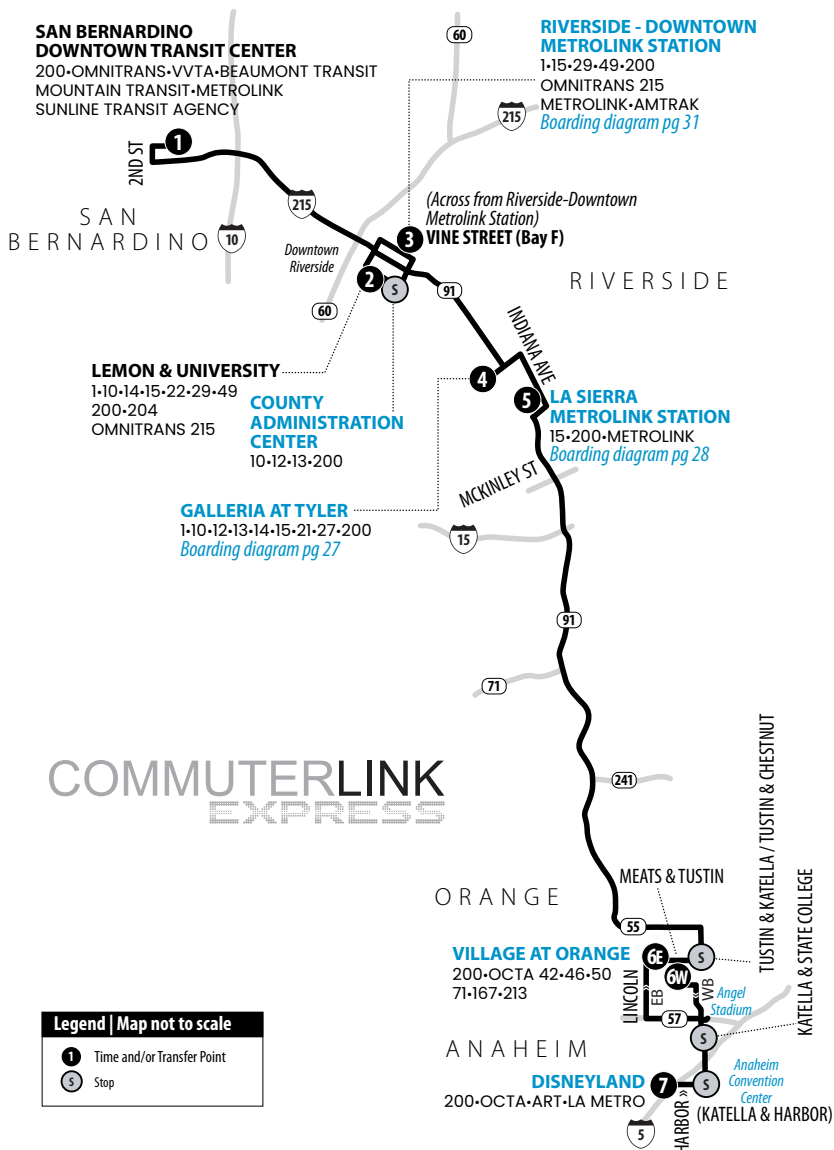 SAN BERNARDINO
DOWNTOWN TRANSIT CENTER
200•OMNITRANS•VVTA•BEAUMONT TRANSIT
MOUNTAIN TRANSIT•METROLINK
SUNLINE TRANSIT AGENCY
60
RIVERSIDE - DOWNTOWN
METROLINK STATION
1•15•29•49•200
OMNITRANS 215
METROLINK•AMTRAK
Boarding diagram pg 31
215
1
2ND ST
215
SAN
BERNARDINO
10
(Across from Riverside-Downtown
Metrolink Station)
VINE STREET (Bay F)
3
Downtown
Riverside
2
S
91
60
RIVERSIDE
INDIANA AVE
LEMON & UNIVERSITY
1•10•14•15•22•29•49
200•204
OMNITRANS 215
COUNTY
ADMINISTRATION
CENTER
10•12•13•200
4
5
LA SIERRA
METROLINK STATION
15•200•METROLINK
Boarding diagram pg 28
MCKINLEY ST
GALLERIA AT TYLER
1•10•12•13•14•15•21•27•200
Boarding diagram pg 27
15
91
71
241
COMMUTERLINK
EXPRESS
TUSTIN & KATELLA / TUSTIN & CHESTNUT
KATELLA & STATE COLLEGE
MEATS & TUSTIN
ORANGE
55
VILLAGE AT ORANGE
200•OCTA 42•46•50
71•167•213
6E
6W
S
LINCOLN
EB
WB
57
Angel
Stadium
S
ANAHEIM
DISNEYLAND
200•OCTA•ART•LA METRO
7
S
Anaheim
Convention
Center
(KATELLA & HARBOR)
HARBOR
5
Legend | Map not to scale
1 Time and/or Transfer Point
S Stop